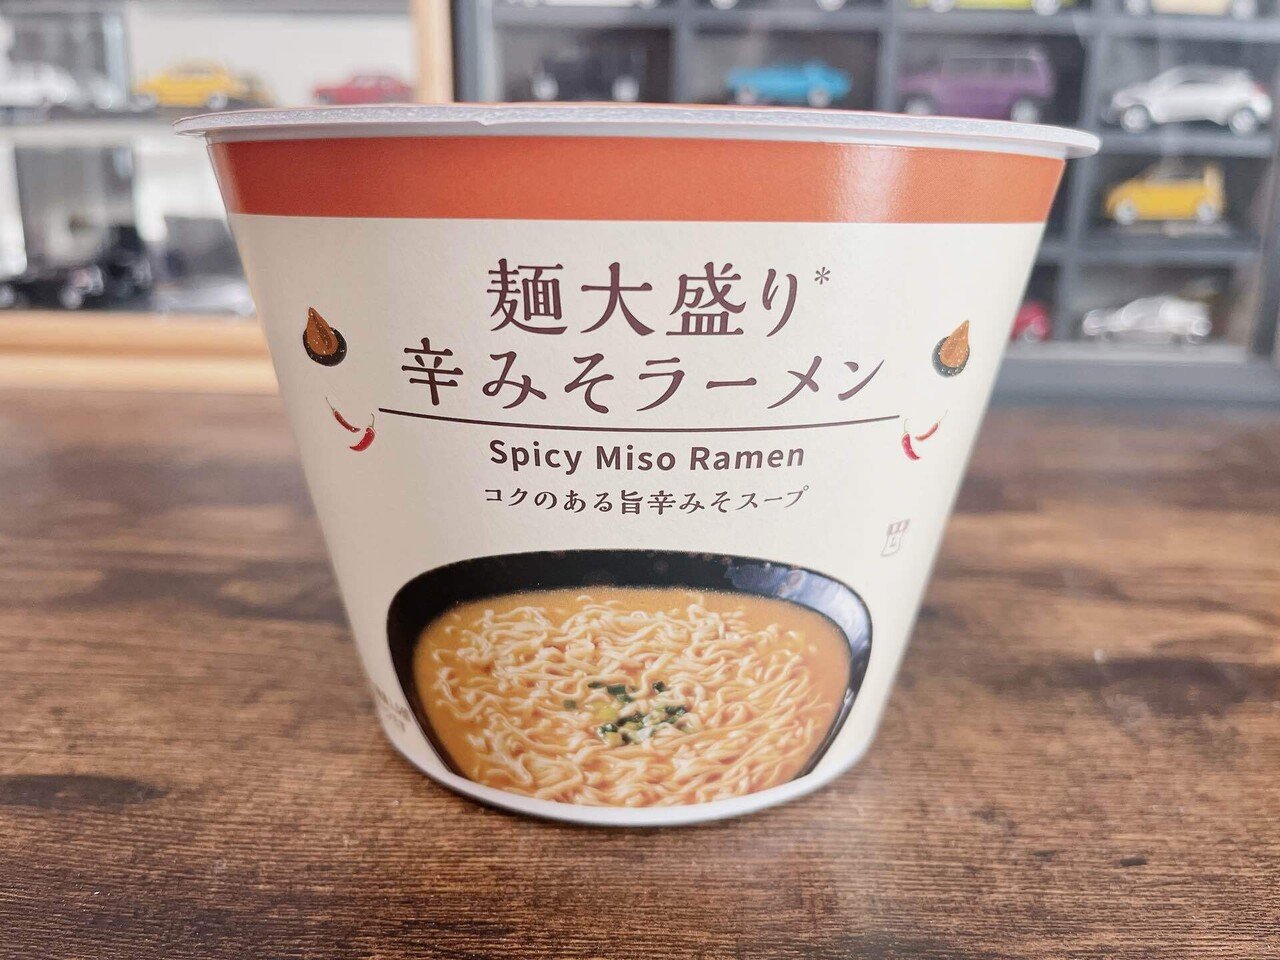 麺大盛り*
辛みそラーメン
Spicy Miso Ramen
コクのある旨辛みそスープ